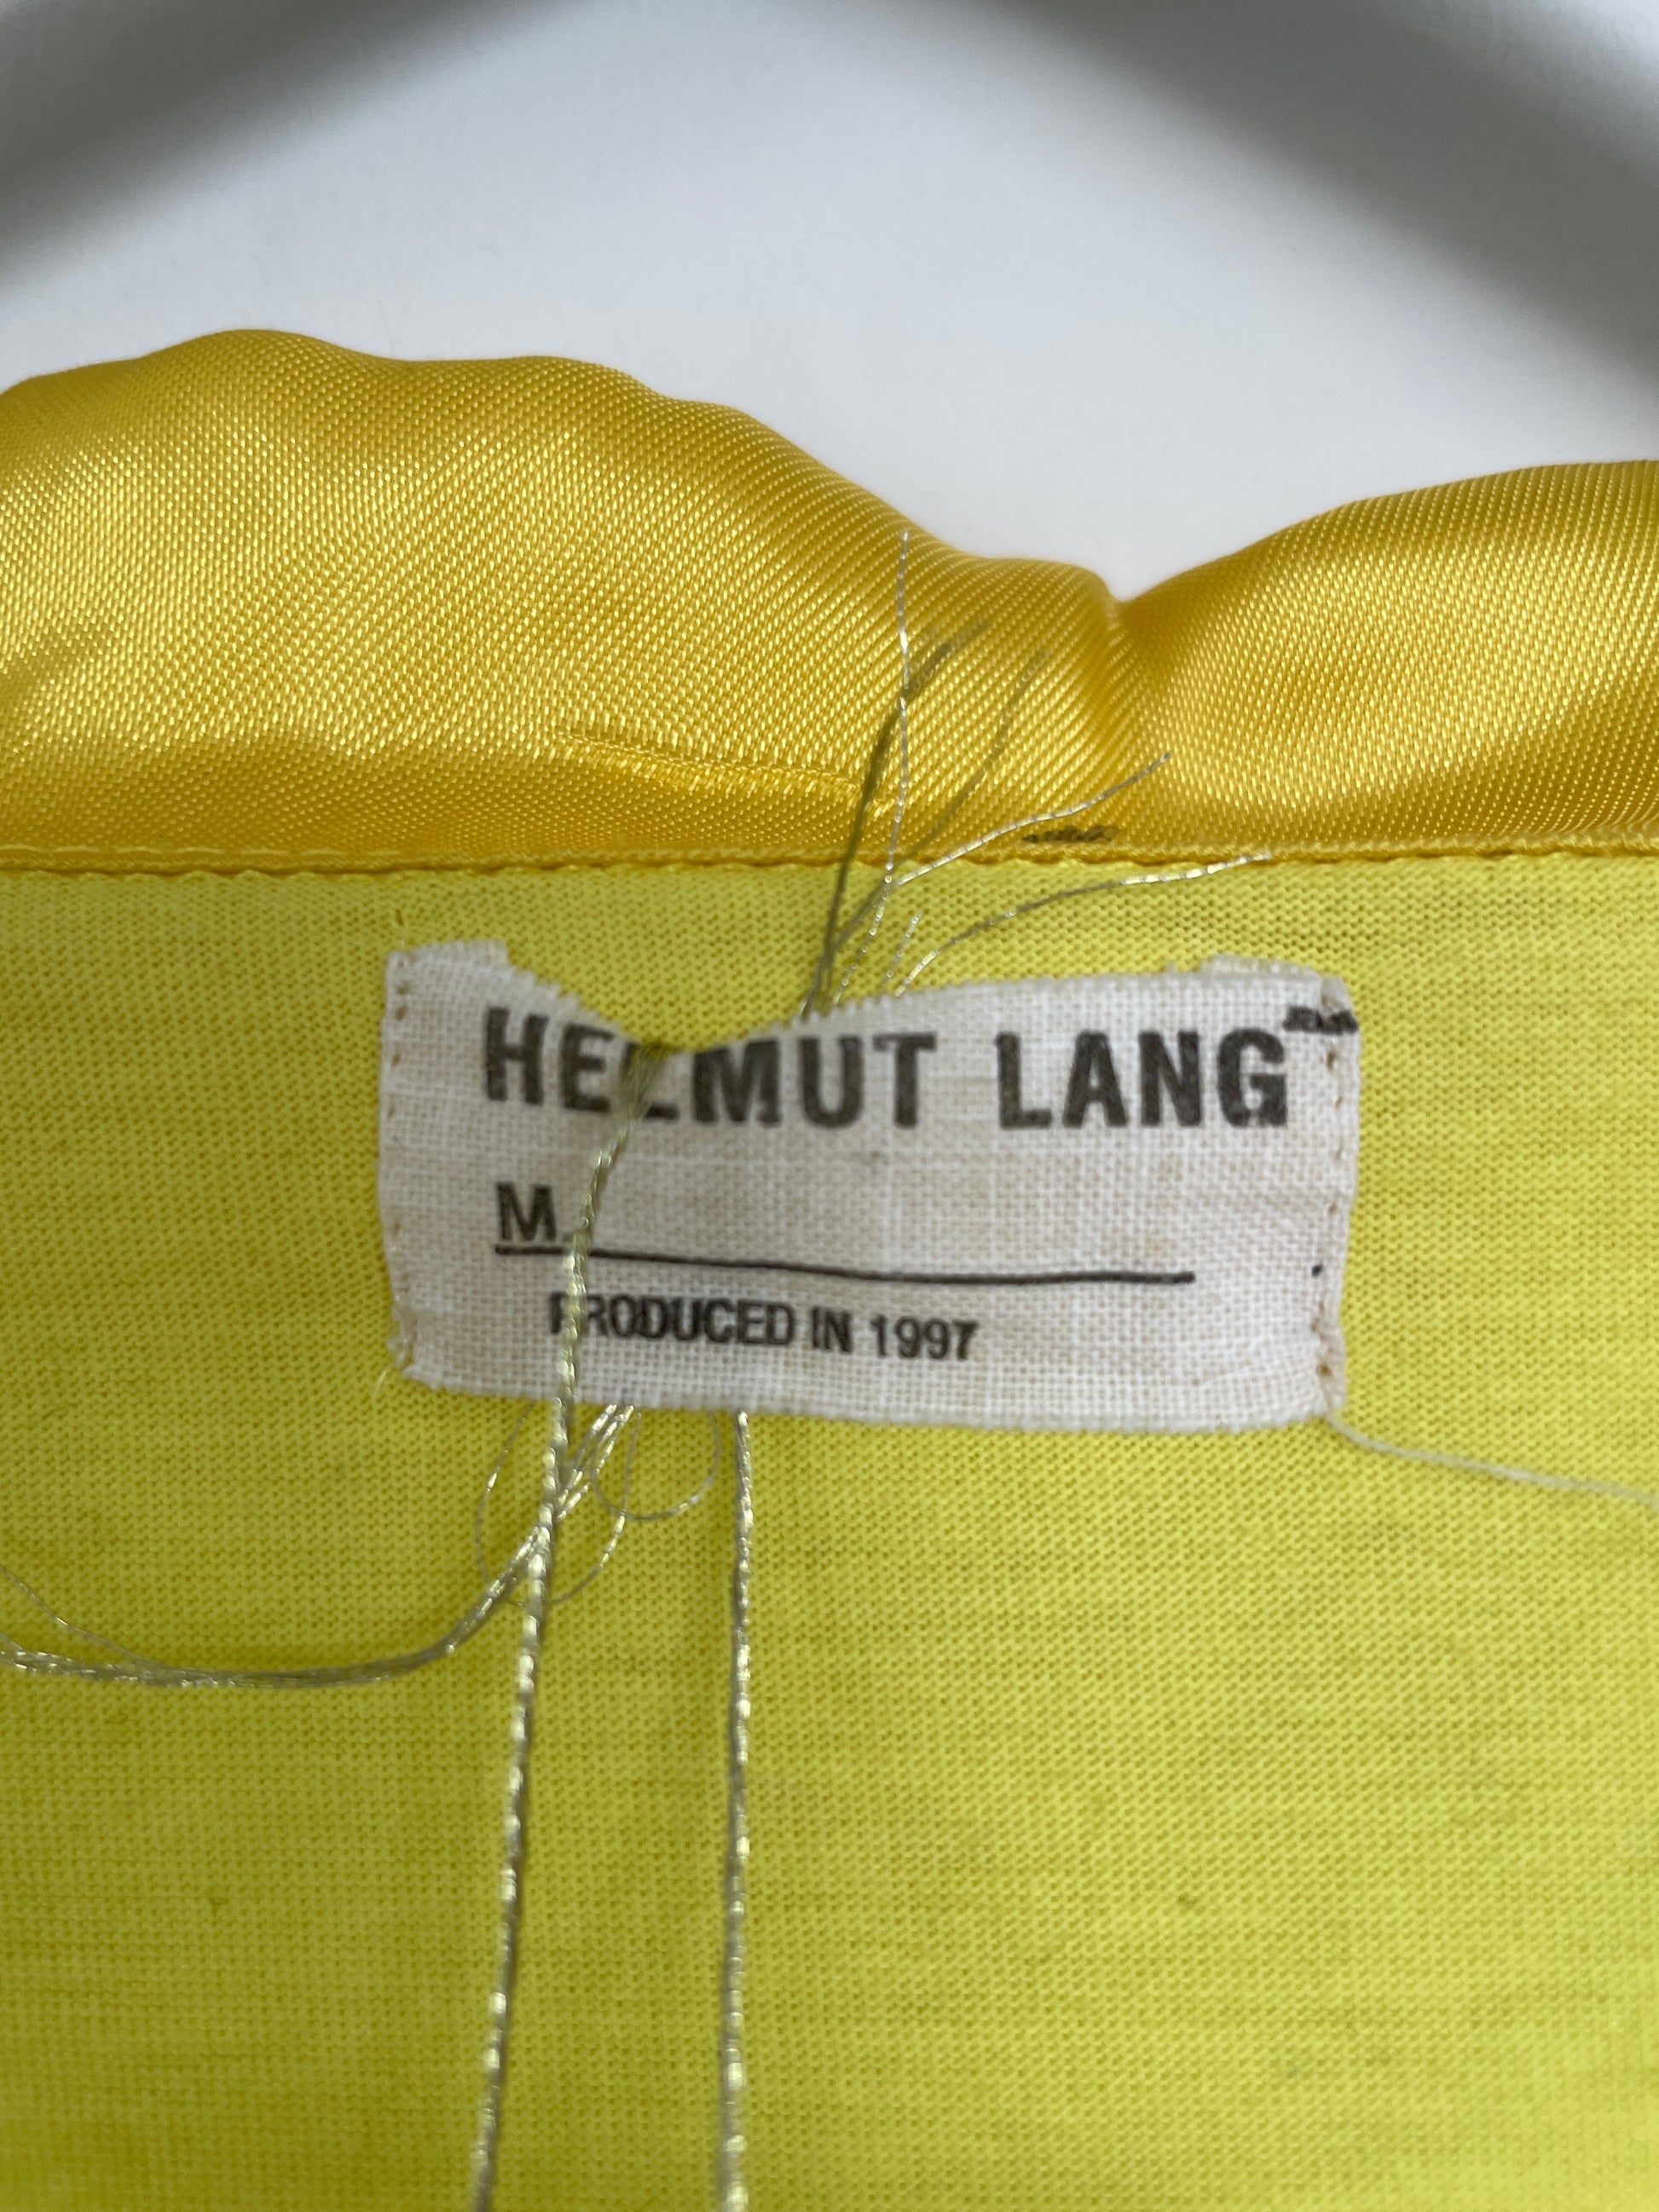 HELMUT LANG
M.
PRODUCED IN 1997